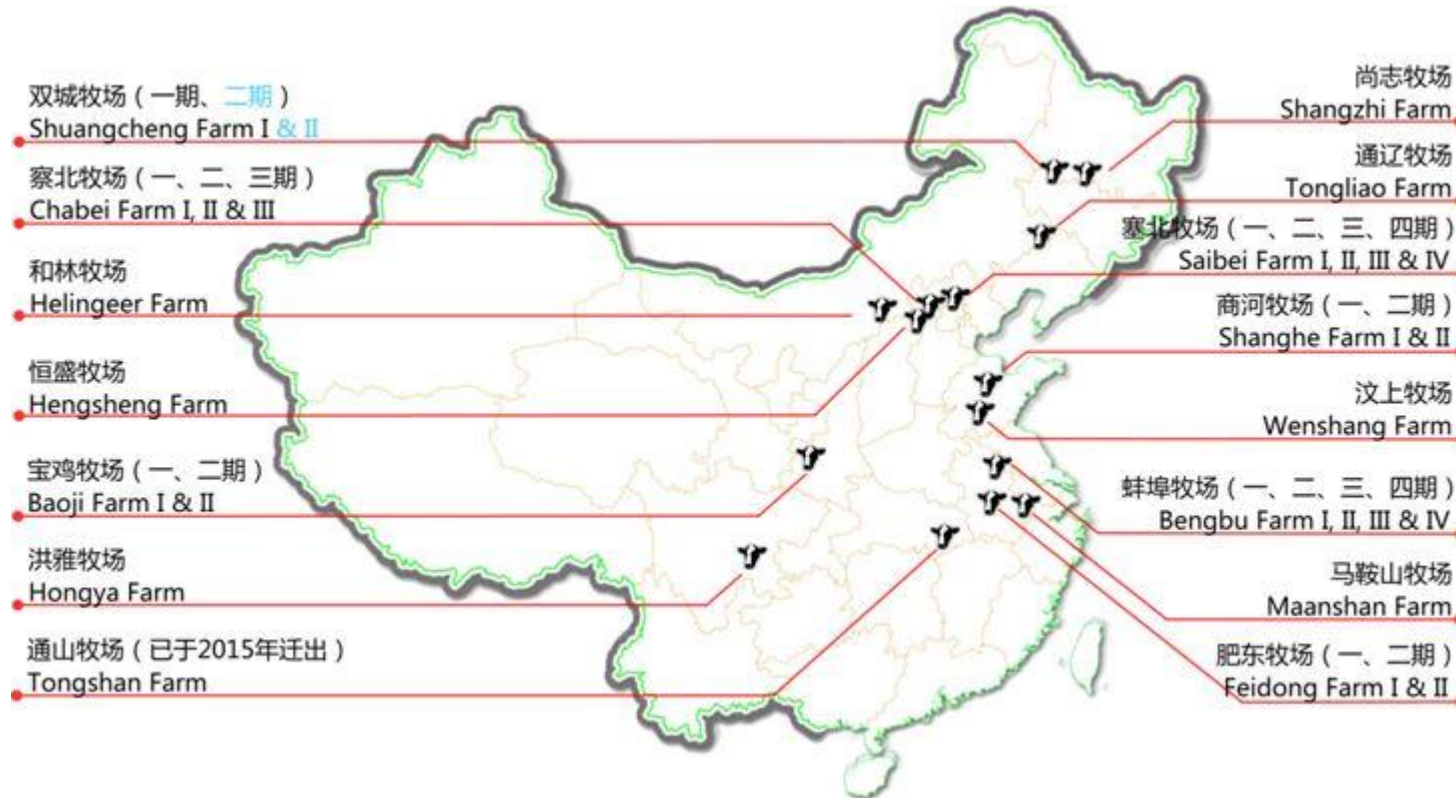 双城牧场（一期、二期）
Shuangcheng Farm I & II
察北牧场（一、二、三期）
Chabei Farm I, II & III
和林牧场
Helingeer Farm
恒盛牧场
Hengsheng Farm
宝鸡牧场（一、二期）
Baoji Farm I & II
洪雅牧场
Hongya Farm
通山牧场（已于2015年迁出）
Tongshan Farm
尚志牧场
Shangzhi Farm
通辽牧场
Tongliao Farm
塞北牧场（一、二、三、四期）
Saibei Farm I, II, III & IV
商河牧场（一、二期）
Shanghe Farm I & II
汶上牧场
Wenshang Farm
蚌埠牧场（一、二、三、四期）
Bengbu Farm I, II, III & IV
马鞍山牧场
Maanshan Farm
肥东牧场（一、二期）
Feidong Farm I & II